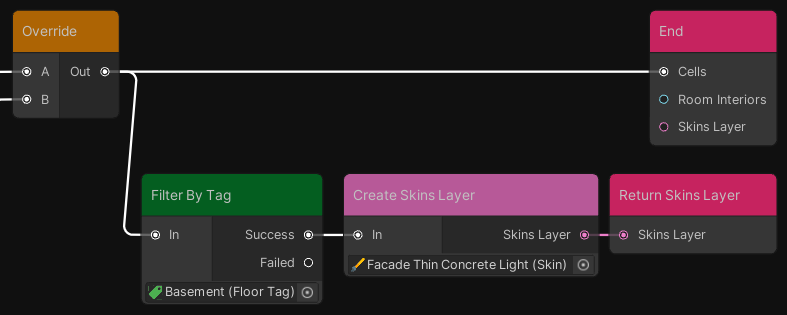 Override
End
A Out
Cells
B
Room Interiors
Skins Layer
Filter By Tag
Create Skins Layer
Return Skins Layer
In Success
In Skins Layer
Skins Layer
Failed
Facade Thin Concrete Light (Skin)
Basement (Floor Tag)